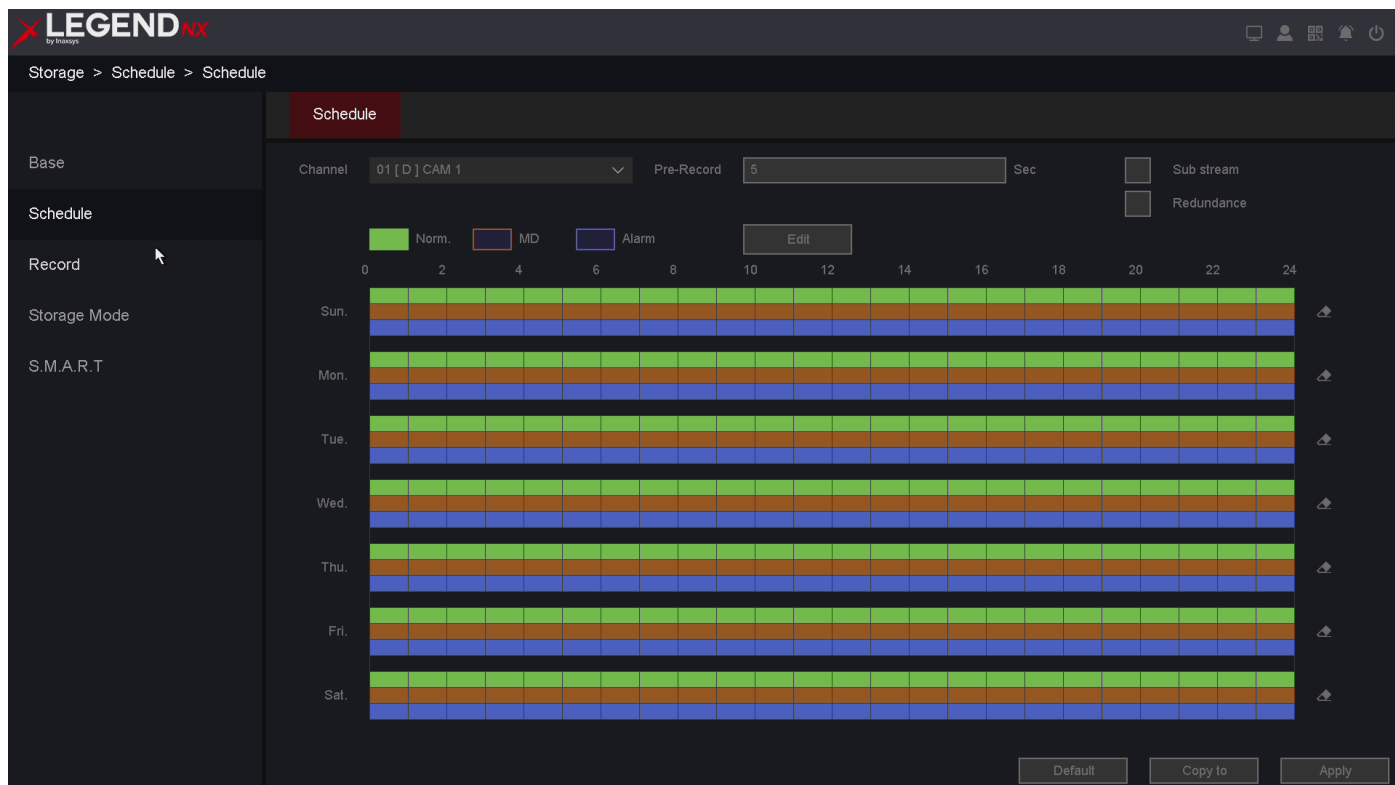 LEGENDNX
by Inaxsys
Storage > Schedule > Schedule
Schedule
Base
Schedule
Record
Storage Mode
S.M.A.R.T
Channel 01 [ D ] CAM 1 Pre-Record 5 Sec Sub stream
Redundance
Norm. MD Alarm Edit
0 2 4 6 8 10 12 14 16 18 20 22 24
Sun.
Mon.
Tue.
Wed.
Thu.
Fri.
Sat.
Default Copy to Apply